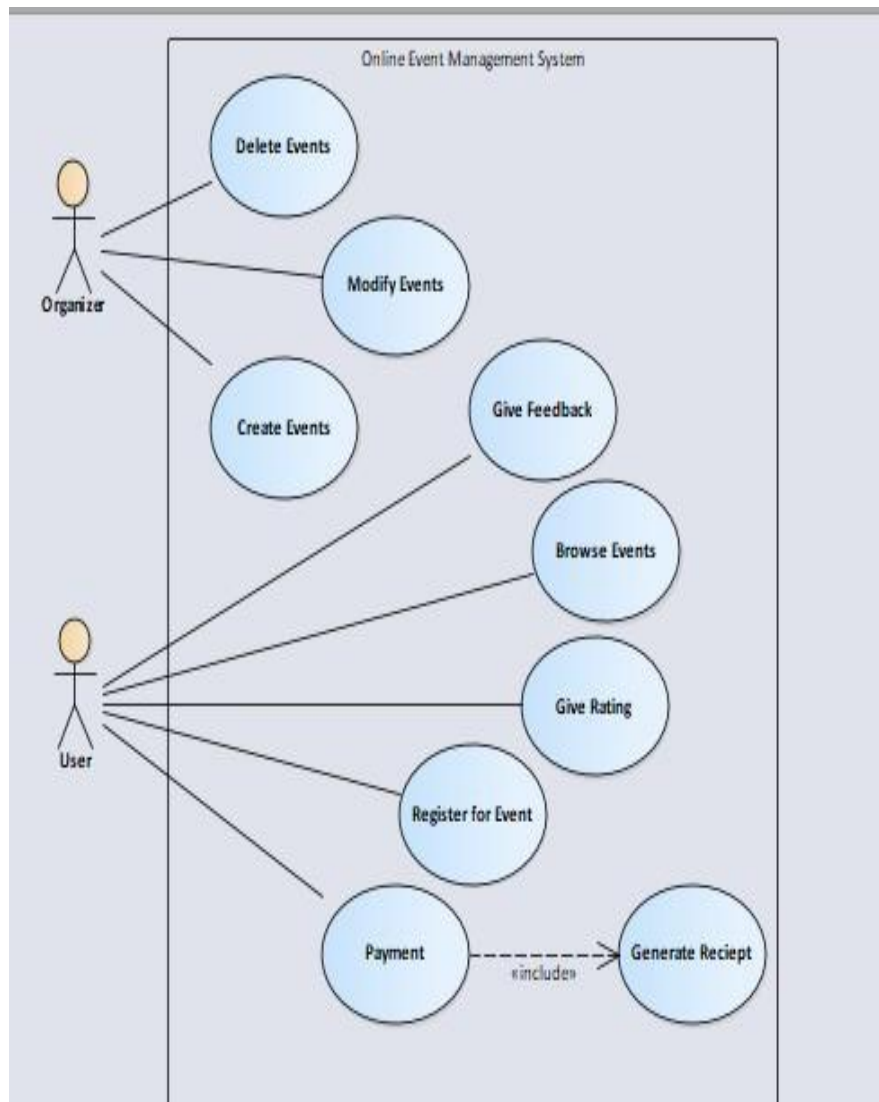 Online Event Management System
Delete Events
Modify Events
Organizer
Create Events
Give Feedback
Browse Events
Give Rating
User
Register for Event
Payment
«include»
Generate Reciept